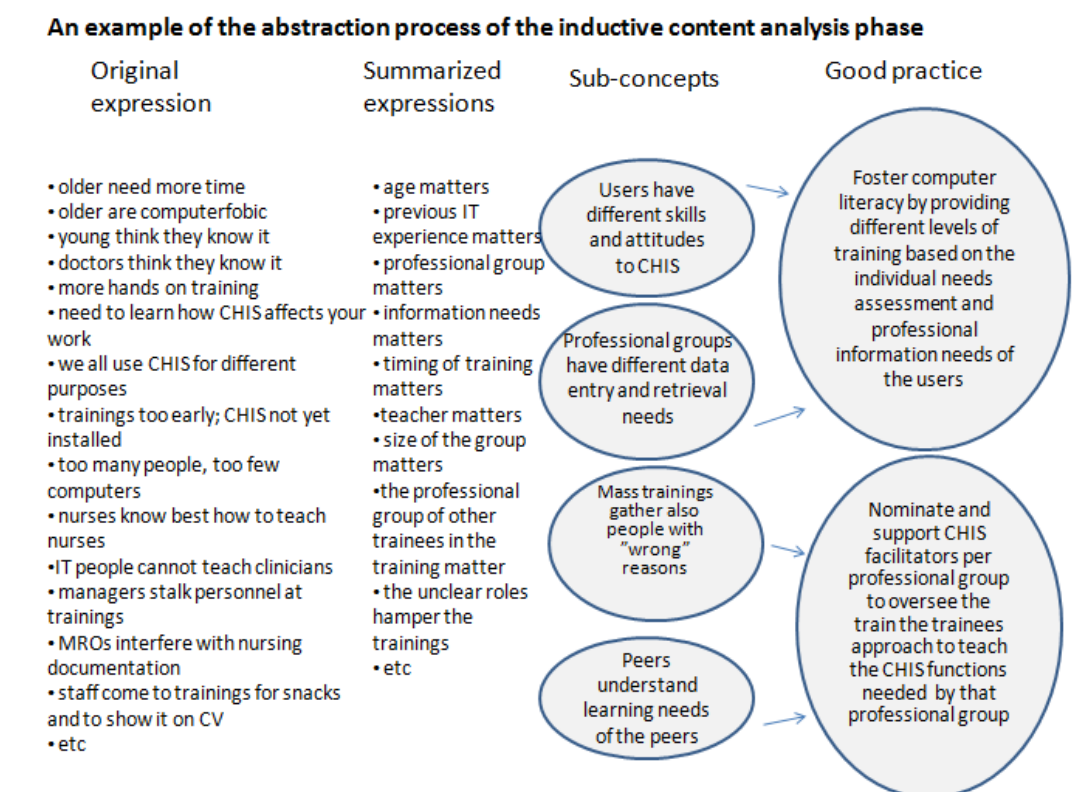 An example of the abstraction process of the inductive content analysis phase
Original
expression
• older need more time
• older are computerfobic
• young think they know it
• doctors think they know it
• more hands on training
• need to learn how CHIS affects your
work
• we all use CHIS for different
purposes
• trainings too early; CHIS not yet
installed
• too many people, too few
computers
• nurses know best how to teach
nurses
•IT people cannot teach clinicians
• managers stalk personnel at
trainings
• MROs interfere with nursing
documentation
• staff come to trainings for snacks
and to show it on CV
• etc
Summarized
expressions
• age matters
• previous IT
experience matters
• professional group
matters
• information needs
matters
• timing of training
matters
•teacher matters
• size of the group
matters
•the professional
group of other
trainees in the
training matter
• the unclear roles
hamper the
trainings
• etc
Sub-concepts
Users have
different skills
and attitudes
to CHIS
Professional groups
have different data
entry and retrieval
needs
Mass trainings
gather also
people with
"wrong"
reasons
Peers
understand
learning needs
of the peers
Good practice
Foster computer
literacy by providing
different levels of
training based on the
individual needs
assessment and
professional
information needs of
the users
Nominate and
support CHIS
facilitators per
professional group
to oversee the
train the trainees
approach to teach
the CHIS functions
needed by that
professional group